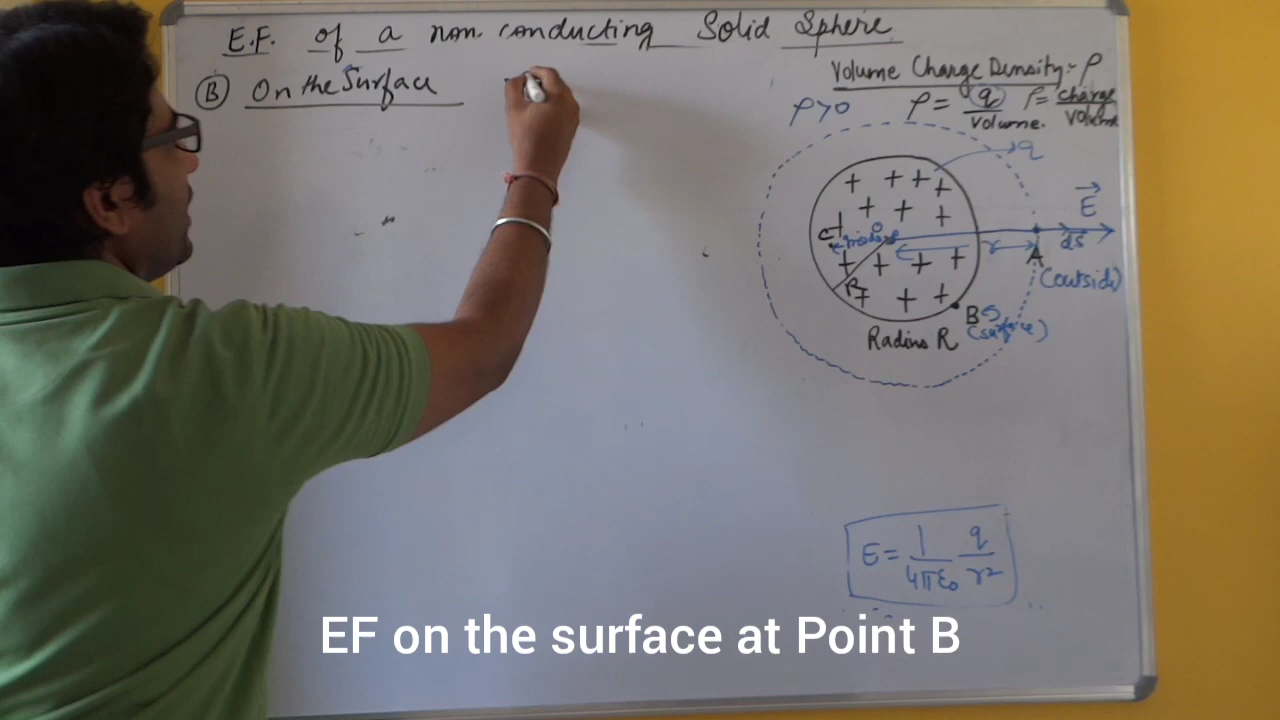 E.F. of a non conducting Solid Sphere
(B) On the Surface
Volume Charge Density:- ρ
ρ>0 ρ = q/Volume. ρ = charge/Volume
q
+ + + +
+ + +
+ O
C
+ + + +
R
+ + +
r
E
dS
A
(outside)
B
(surface)
Radius R
E = 1/4πε0 q/r²
EF on the surface at Point B